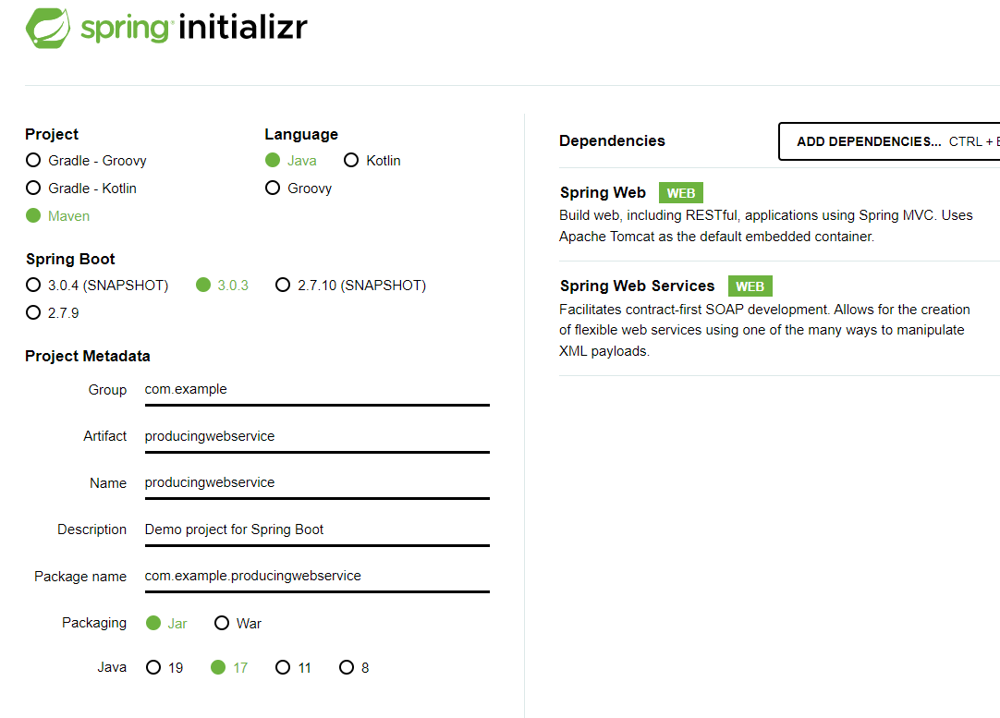 spring initializr
Project
Gradle - Groovy
Gradle - Kotlin
Maven
Language
Java Kotlin
Groovy
Spring Boot
3.0.4 (SNAPSHOT) 3.0.3 2.7.10 (SNAPSHOT)
2.7.9
Project Metadata
Group com.example
Artifact producingwebservice
Name producingwebservice
Description Demo project for Spring Boot
Package name com.example.producingwebservice
Packaging Jar War
Java 19 17 11 8
Dependencies ADD DEPENDENCIES... CTRL +
Spring Web WEB
Build web, including RESTful, applications using Spring MVC. Uses
Apache Tomcat as the default embedded container.
Spring Web Services WEB
Facilitates contract-first SOAP development. Allows for the creation
of flexible web services using one of the many ways to manipulate
XML payloads.